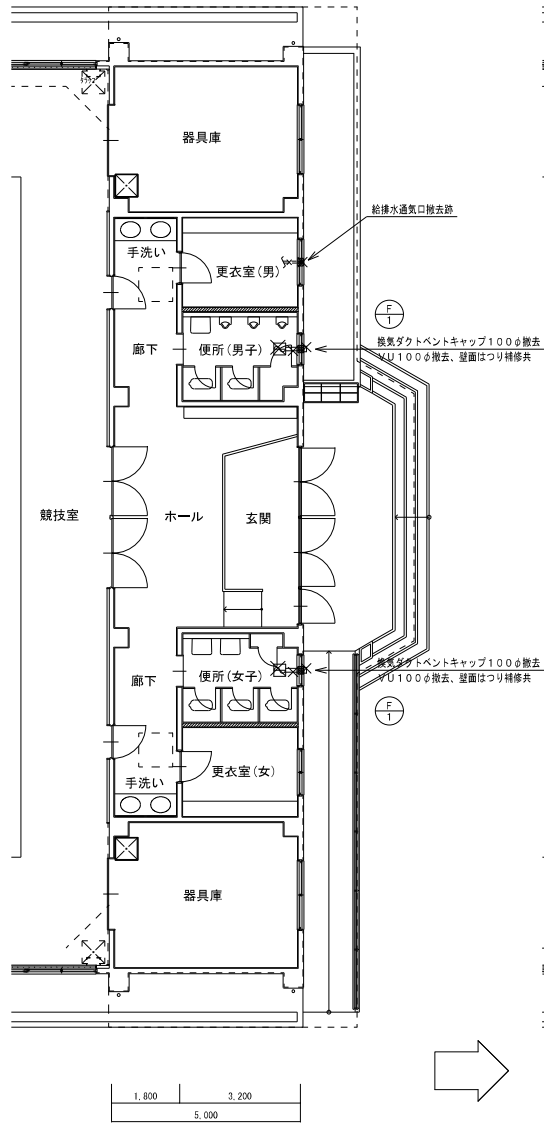 器具庫
給排水通気口撤去跡
手洗い
更衣室(男)
F
1
廊下
便所(男子)
換気ダクトベントキャップ100φ撤去
VU100φ撤去、壁面はつり補修共
競技室
ホール
玄関
換気ダクトベントキャップ100φ撤去
VU100φ撤去、壁面はつり補修共
廊下
便所(女子)
F
1
更衣室(女)
手洗い
器具庫
1,800
3,200
5,000